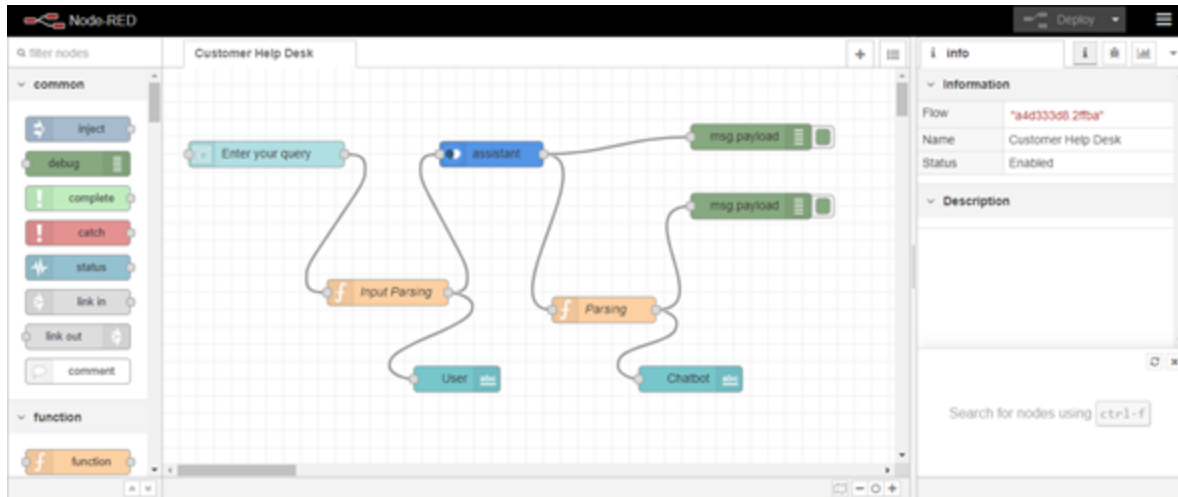 Node-RED
Deploy
filter nodes
Customer Help Desk
i info
common
inject
debug
complete
catch
status
link in
link out
comment
function
function
Enter your query
assistant
msg.payload
msg.payload
Input Parsing
Parsing
User
abc
Chatbot
abc
Information
Flow "a4d333d8.2ffba"
Name Customer Help Desk
Status Enabled
Description
Search for nodes using ctrl-f